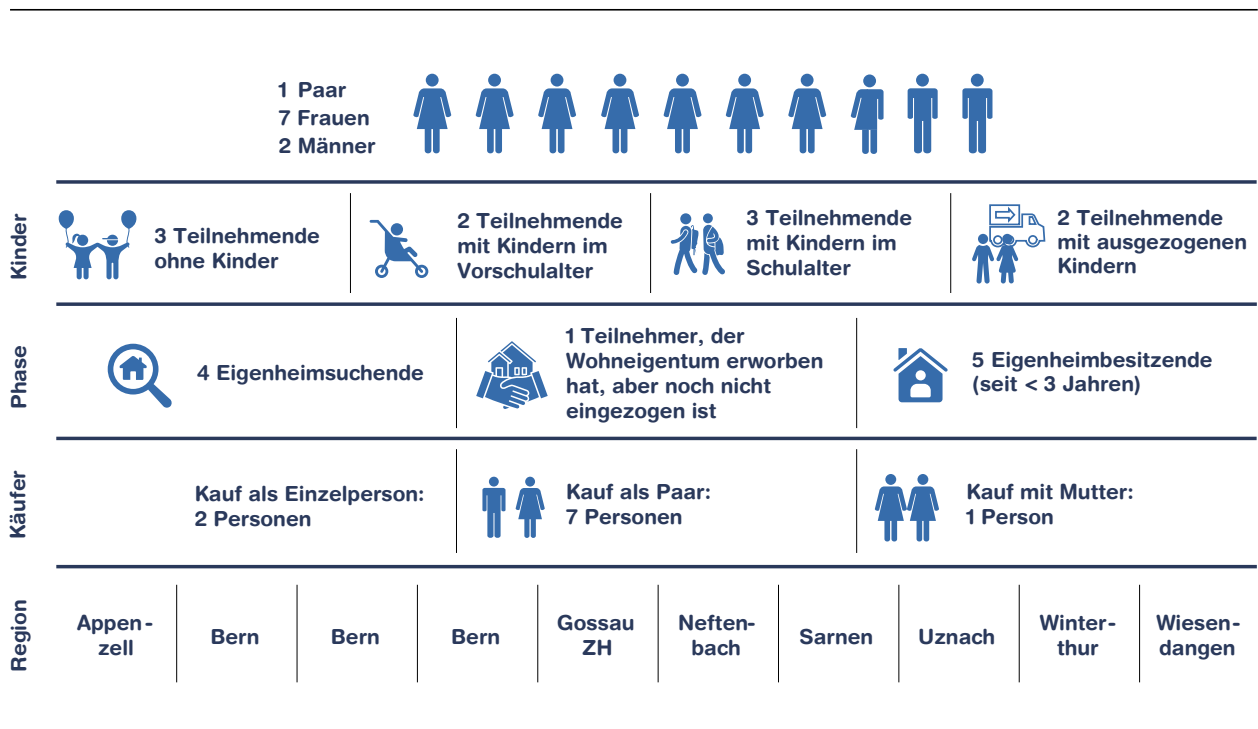 1 Paar
7 Frauen
2 Männer
Kinder
3 Teilnehmende
ohne Kinder
2 Teilnehmende
mit Kindern im
Vorschulalter
3 Teilnehmende
mit Kindern im
Schulalter
2 Teilnehmende
mit ausgezogenen
Kindern
Phase
4 Eigenheimsuchende
1 Teilnehmer, der
Wohneigentum erworben
hat, aber noch nicht
eingezogen ist
5 Eigenheimbesitzende
(seit < 3 Jahren)
Käufer
Kauf als Einzelperson:
2 Personen
Kauf als Paar:
7 Personen
Kauf mit Mutter:
1 Person
Region
Appen-
zell
Bern
Bern
Bern
Gossau
ZH
Neften-
bach
Sarnen
Uznach
Winter-
thur
Wiesen-
dangen